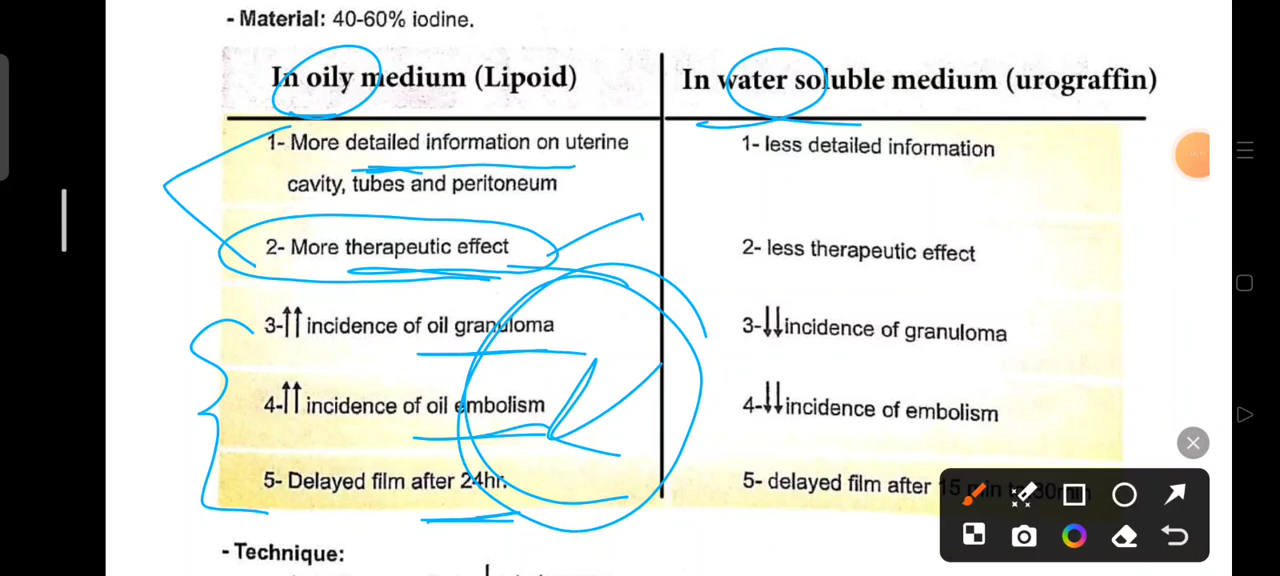 - Material: 40-60% iodine.
In oily medium (Lipoid)
In water soluble medium (urograffin)
1- More detailed information on uterine
cavity, tubes and peritoneum
1- less detailed information
2- More therapeutic effect
2- less therapeutic effect
3-↑↑ incidence of oil granuloma
3-↓↓ incidence of granuloma
4-↑↑ incidence of oil embolism
4-↓↓ incidence of embolism
5- Delayed film after 24hr.
5- delayed film after 15 min
- Technique: